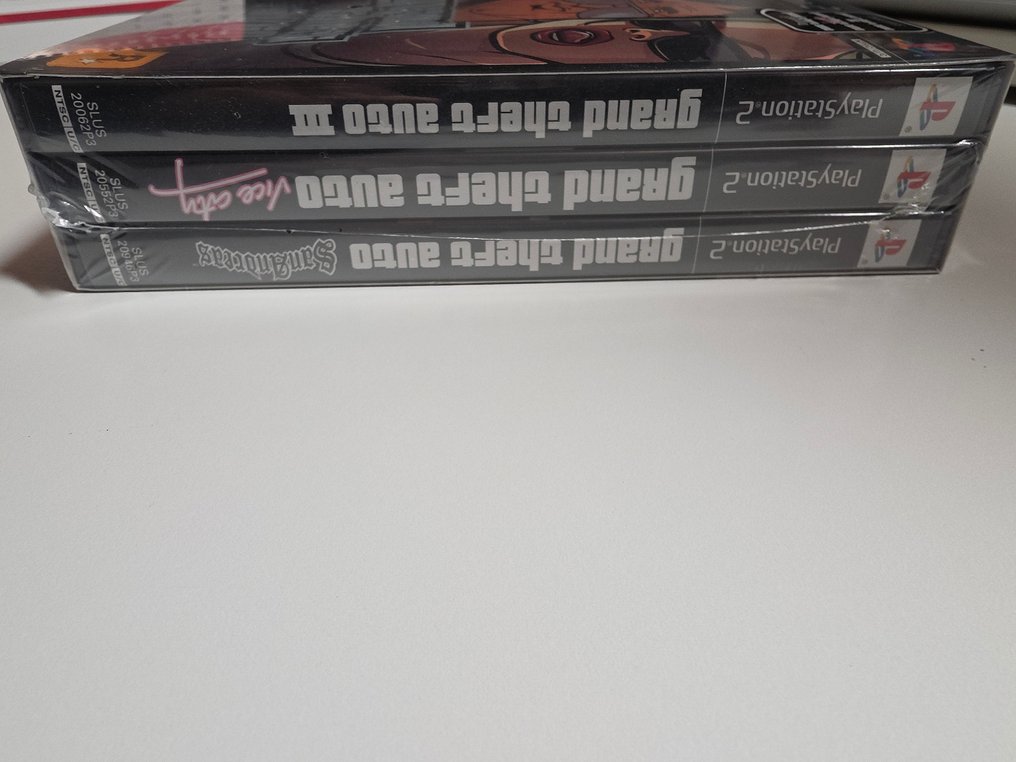 PlayStation 2 grand theft auto III
SLUS
20062P3
NTSC U/C
PlayStation 2 grand theft auto vice city
SLUS
20552P3
NTSC U/C
PlayStation 2 grand theft auto San Andreas
SLUS
20946P3
NTSC U/C